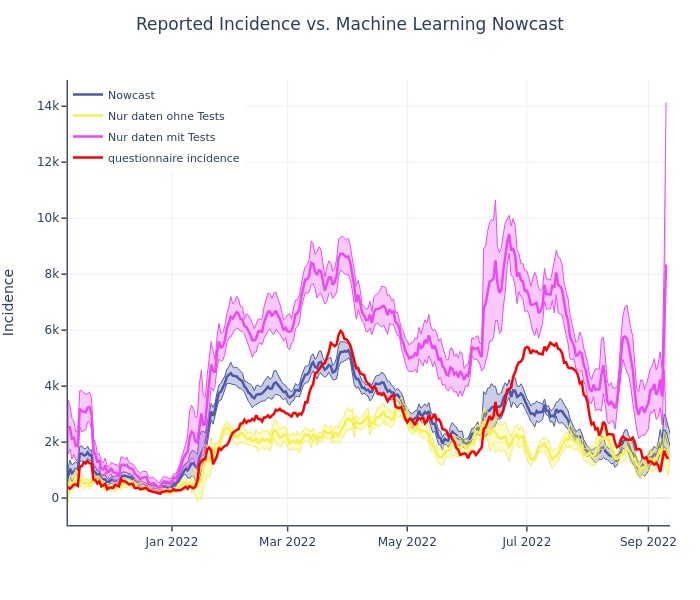 Reported Incidence vs. Machine Learning Nowcast
Nowcast
Nur daten ohne Tests
Nur daten mit Tests
questionnaire incidence
Incidence
14k
12k
10k
8k
6k
4k
2k
0
Jan 2022
Mar 2022
May 2022
Jul 2022
Sep 2022